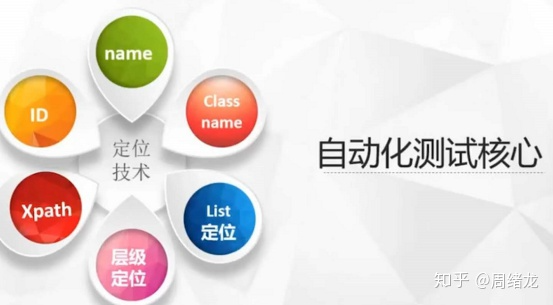 name
ID
Class
name
定位
技术
Xpath
List
定位
层级
定位
自动化测试核心
知乎 @周绪龙